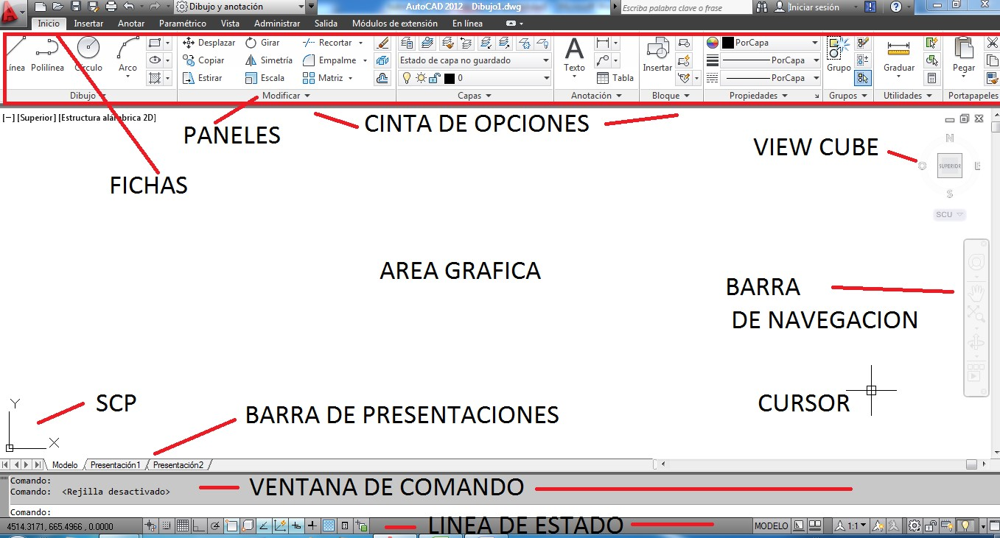 Dibujo y anotación
AutoCAD 2012 Dibujo1.dwg
Escriba palabra clave o frase
Iniciar sesión
Inicio Insertar Anotar Paramétrico Vista Administrar Salida Módulos de extensión En línea
Línea Polilínea Círculo Arco
Dibujo
Desplazar Girar Recortar
Copiar Simetría Empalme
Estirar Escala Matriz
Modificar
Estado de capa no guardado
0
Capas
Texto
Tabla
Anotación
Insertar
Bloque
PorCapa
PorCapa
PorCapa
Propiedades
Grupo
Grupos
Graduar
Utilidades
Pegar
Portapapeles
[−] [Superior] [Estructura alámbrica 2D]
PANELES
CINTA DE OPCIONES
FICHAS
VIEW CUBE
N
O SUPERIOR E
S
SCU
AREA GRAFICA
BARRA
DE NAVEGACION
CURSOR
SCP
Y
X
BARRA DE PRESENTACIONES
Modelo Presentación1 Presentación2
Comando:
Comando: <Rejilla desactivado>
VENTANA DE COMANDO
Comando:
4514.3171, 665.4966 , 0.0000
LINEA DE ESTADO
MODELO
1:1